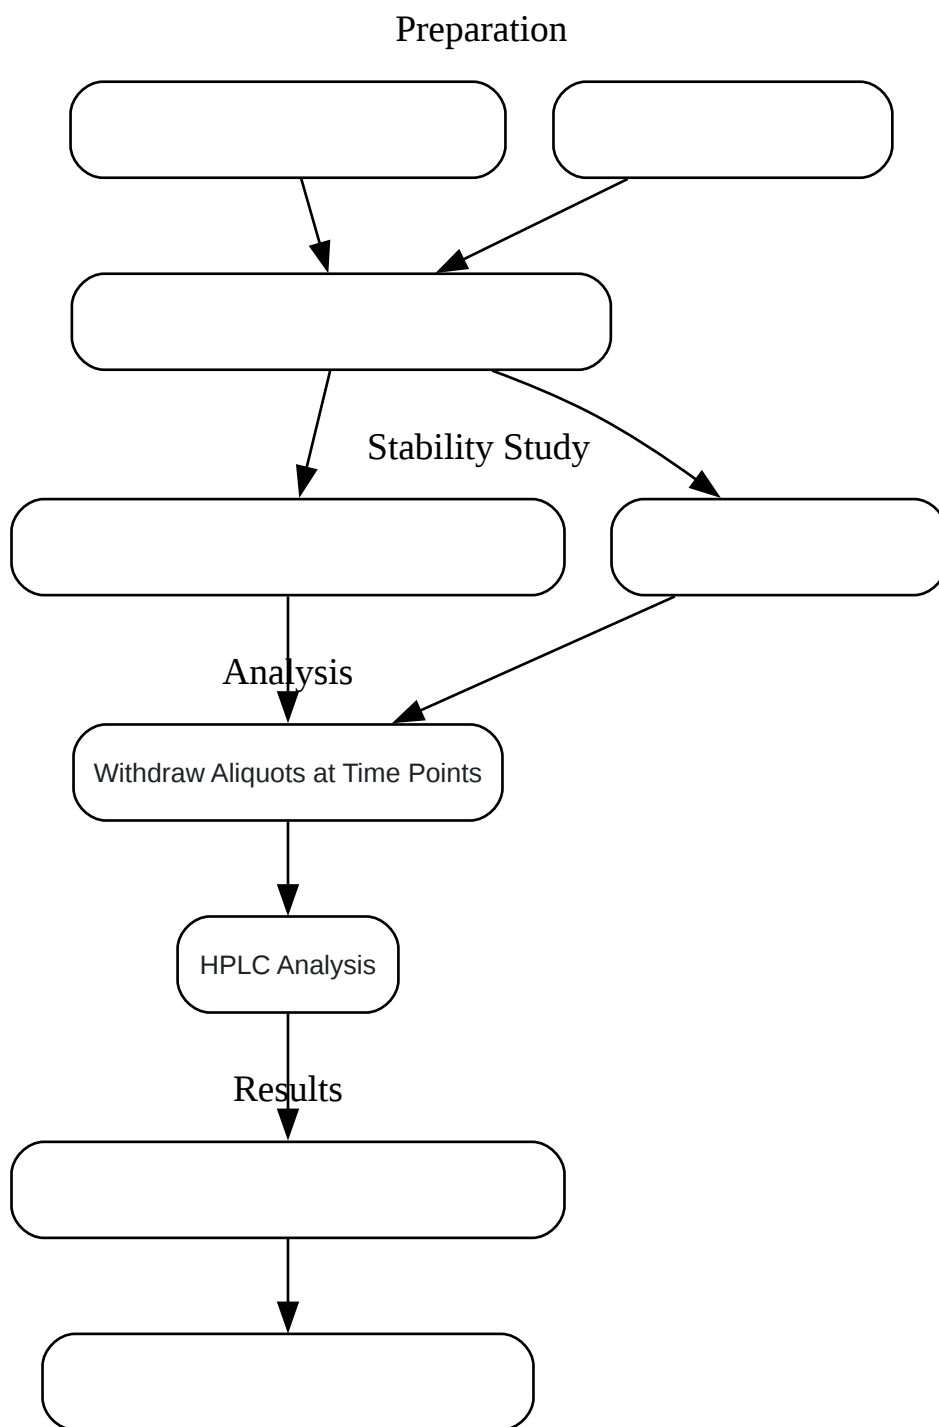 Preparation
Stability Study
Analysis
Withdraw Aliquots at Time Points
HPLC Analysis
Results